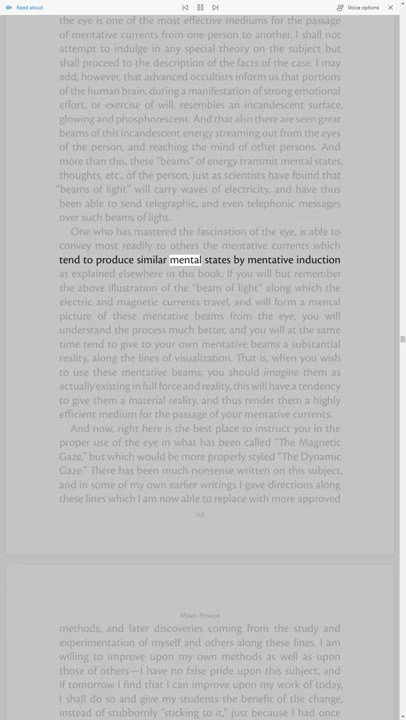 Read aloud
Voice options
the eye is one of the most effective mediums for the passage
of mentative currents from one person to another. I shall not
attempt to indulge in any special theory on the subject but
shall proceed to the description of the facts of the case. I may
add, however, that advanced occultists inform us that portions
of the human brain, during a manifestation of strong emotional
effort, or exercise of will, resembles an incandescent surface,
glowing and phosphorescent. And that also there are seen great
beams of this incandescent energy streaming out from the eyes
of the person, and reaching the mind of other persons. And
more than this, these "beams" of energy transmit mental states,
thoughts, etc., of the person, just as scientists have found that
"beams of light" will carry waves of electricity, and have thus
been able to send telegraphic, and even telephonic messages
over such beams of light.
One who has mastered the fascination of the eye, is able to
convey most readily to others the mentative currents which
tend to produce similar mental states by mentative induction
as explained elsewhere in this book. If you will but remember
the above illustration of the "beam of light" along which the
electric and magnetic currents travel, and will form a mental
picture of these mentative beams from the eye, you will
understand the process much better, and you will at the same
time tend to give to your own mentative beams a substantial
reality, along the lines of visualization. That is, when you wish
to use these mentative beams; you should imagine them as
actually existing in full force and reality, this will have a tendency
to give them a material reality, and thus render them a highly
efficient medium for the passage of your mentative currents.
And now, right here is the best place to instruct you in the
proper use of the eye in what has been called "The Magnetic
Gaze," but which would be more properly styled "The Dynamic
Gaze." There has been much nonsense written on this subject,
and in some of my own earlier writings I gave directions along
these lines which I am now able to replace with more approved
Mind-Power
methods, and later discoveries coming from the study and
experimentation of myself and others along these lines. I am
willing to improve upon my own methods as well as upon
those of others—I have no false pride upon this subject, and
if tomorrow I find that I can improve upon my work of today,
I shall do so and give my students the benefit of the change,
instead of stubbornly "sticking to it," just because I had once